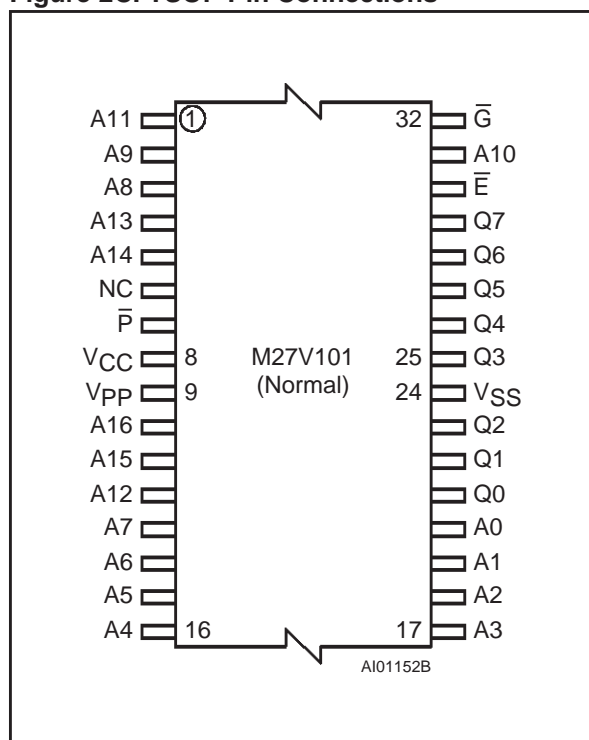 Figure 2C. TSOP Pin Connections
A11 1 32 G̅
A9 A10
A8 E̅
A13 Q7
A14 Q6
NC Q5
P̅ Q4
VCC 8 M27V101 25 Q3
VPP 9 (Normal) 24 VSS
A16 Q2
A15 Q1
A12 Q0
A7 A0
A6 A1
A5 A2
A4 16 17 A3
AI01152B